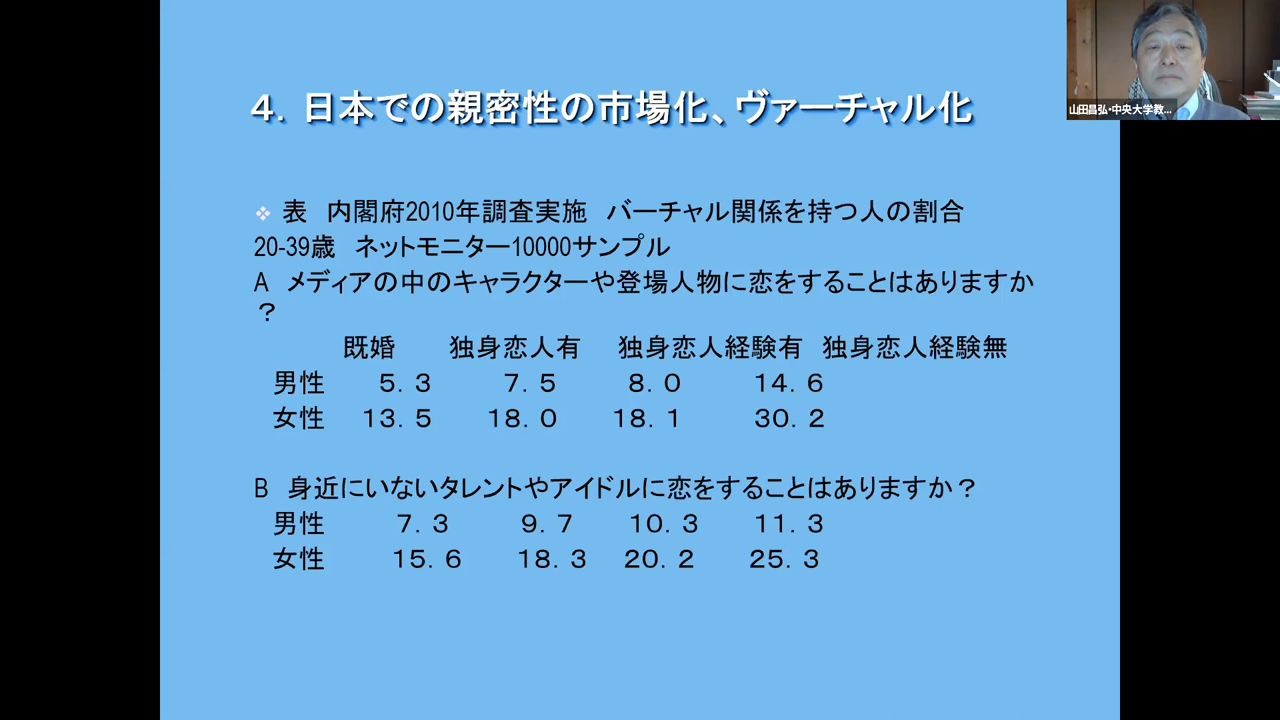 ４．日本での親密性の市場化、ヴァーチャル化
山田昌弘・中央大学教...
❖ 表　内閣府2010年調査実施　バーチャル関係を持つ人の割合
20-39歳　ネットモニター10000サンプル
A　メディアの中のキャラクターや登場人物に恋をすることはありますか
？
既婚　独身恋人有　独身恋人経験有　独身恋人経験無
男性　５．３　７．５　８．０　１４．６
女性　１３．５　１８．０　１８．１　３０．２
B　身近にいないタレントやアイドルに恋をすることはありますか？
男性　７．３　９．７　１０．３　１１．３
女性　１５．６　１８．３　２０．２　２５．３